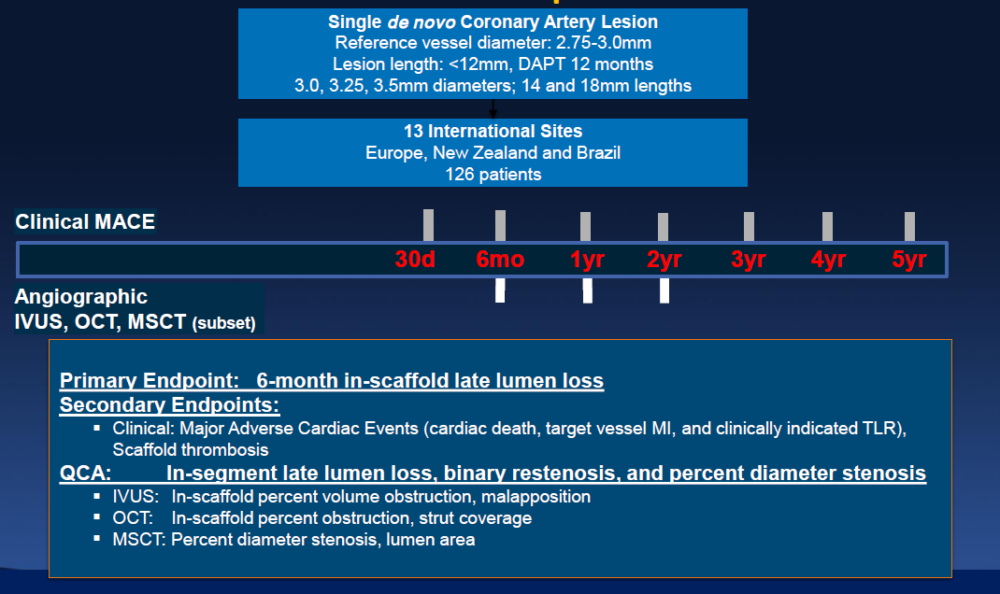 Single de novo Coronary Artery Lesion
Reference vessel diameter: 2.75-3.0mm
Lesion length: <12mm, DAPT 12 months
3.0, 3.25, 3.5mm diameters; 14 and 18mm lengths
13 International Sites
Europe, New Zealand and Brazil
126 patients
Clinical MACE
30d 6mo 1yr 2yr 3yr 4yr 5yr
Angiographic
IVUS, OCT, MSCT (subset)
Primary Endpoint: 6-month in-scaffold late lumen loss
Secondary Endpoints:
▪ Clinical: Major Adverse Cardiac Events (cardiac death, target vessel MI, and clinically indicated TLR),
Scaffold thrombosis
QCA: In-segment late lumen loss, binary restenosis, and percent diameter stenosis
▪ IVUS: In-scaffold percent volume obstruction, malapposition
▪ OCT: In-scaffold percent obstruction, strut coverage
▪ MSCT: Percent diameter stenosis, lumen area